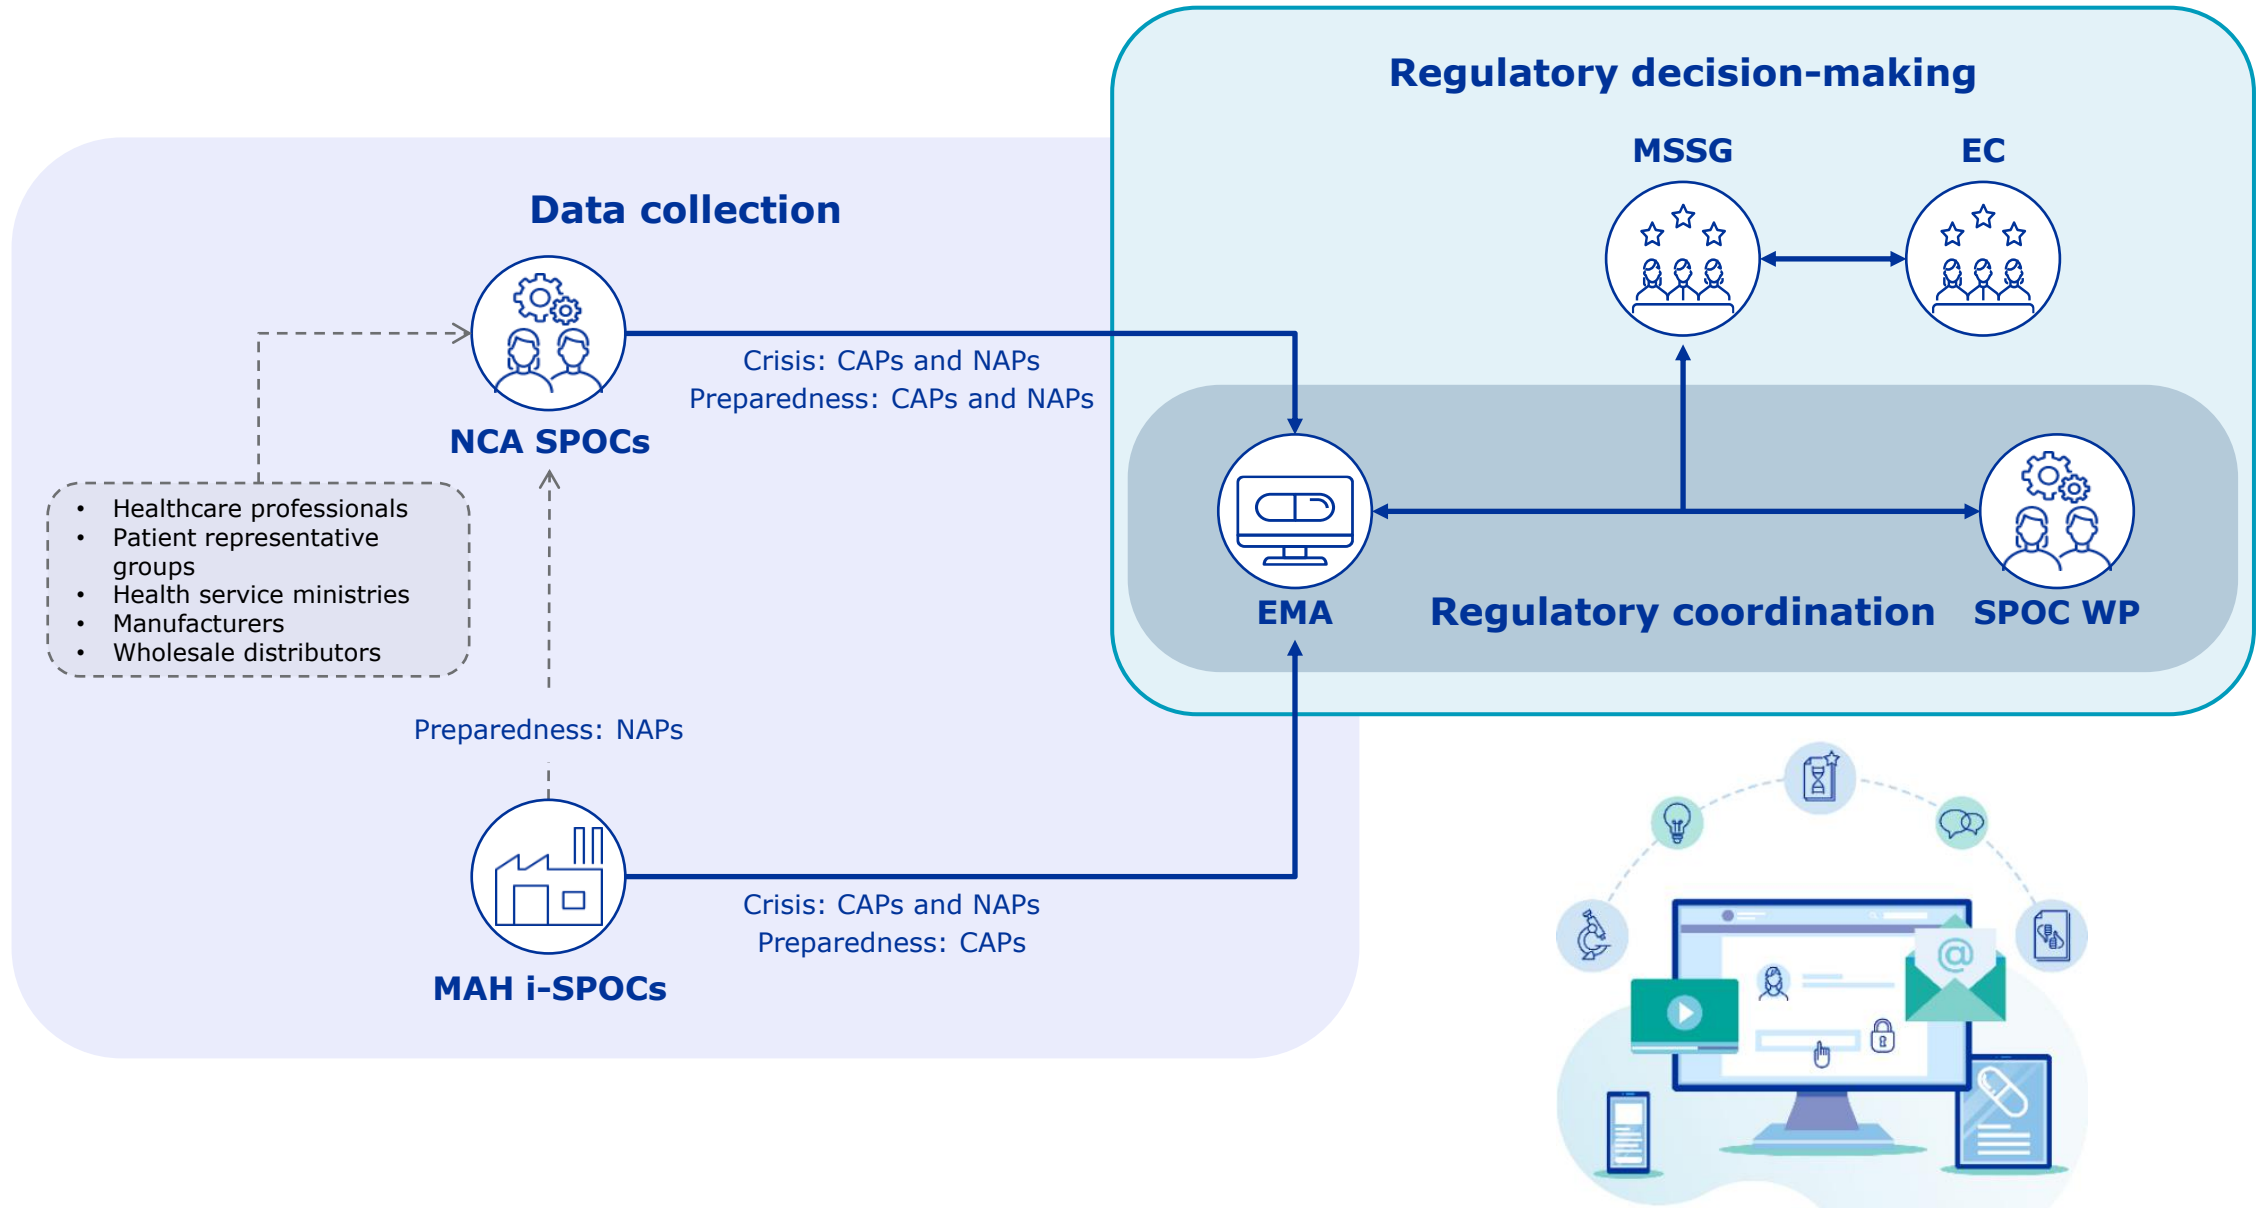 Regulatory decision-making
MSSG
EC
Data collection
Crisis: CAPs and NAPs
Preparedness: CAPs and NAPs
NCA SPOCs
• Healthcare professionals
• Patient representative
groups
• Health service ministries
• Manufacturers
• Wholesale distributors
EMA
Regulatory coordination
SPOC WP
Preparedness: NAPs
Crisis: CAPs and NAPs
Preparedness: CAPs
MAH i-SPOCs
@